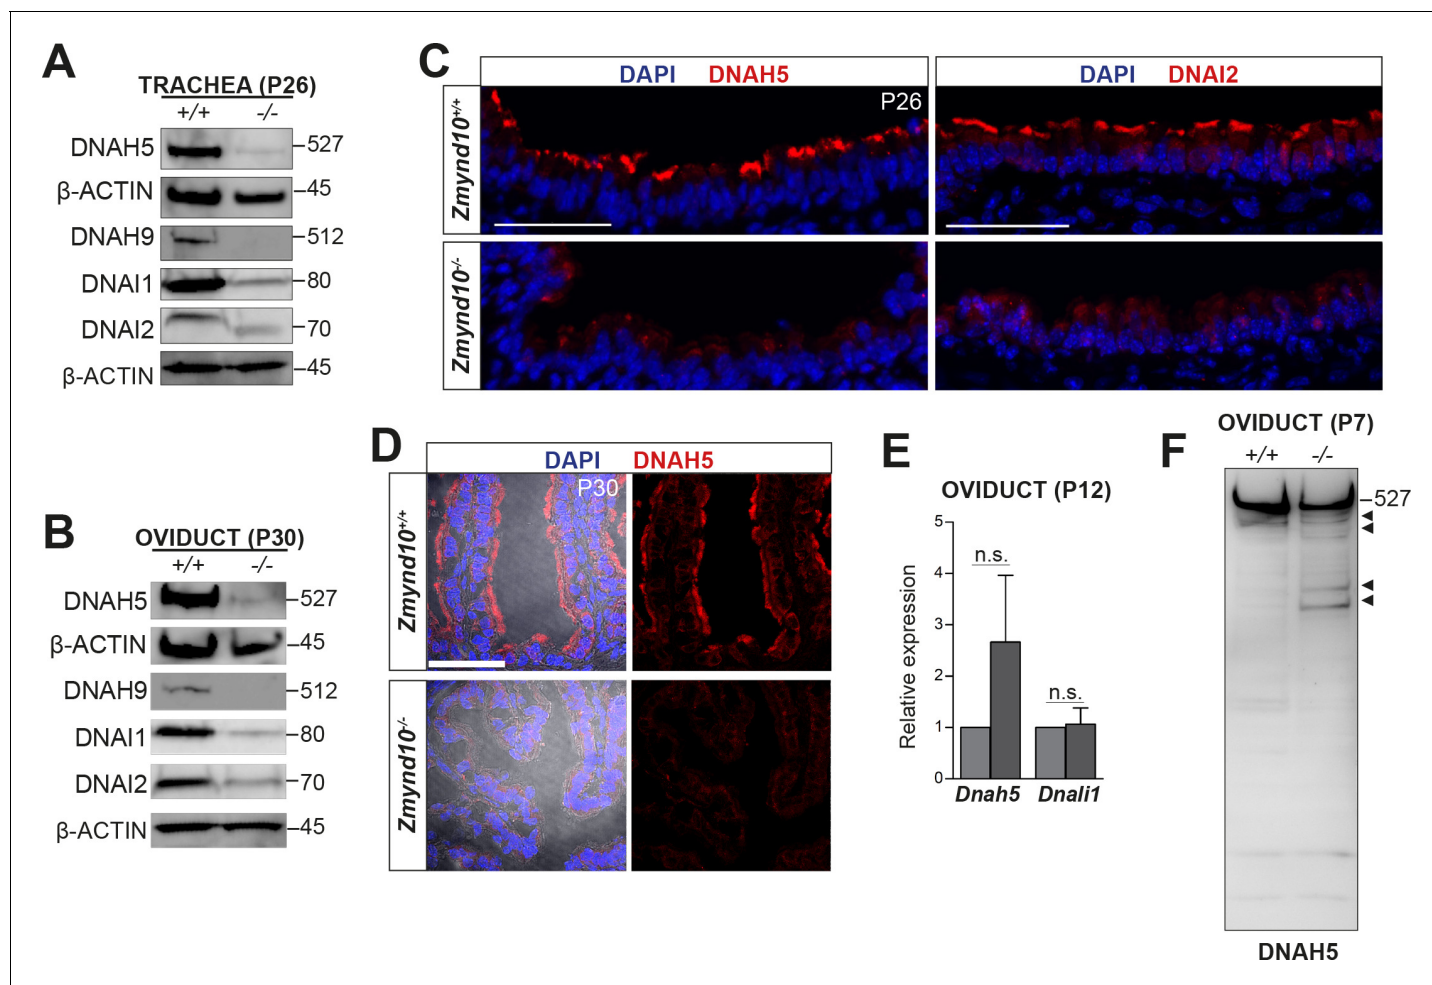 A
TRACHEA (P26)
+/+ -/-
DNAH5 527
β-ACTIN 45
DNAH9 512
DNAI1 80
DNAI2 70
β-ACTIN 45
B
OVIDUCT (P30)
+/+ -/-
DNAH5 527
β-ACTIN 45
DNAH9 512
DNAI1 80
DNAI2 70
β-ACTIN 45
C
DAPI DNAH5
DAPI DNAI2
Zmynd10+/+
P26
Zmynd10-/-
D
DAPI DNAH5
Zmynd10+/+
P30
Zmynd10-/-
E
OVIDUCT (P12)
Relative expression
5
4
3
2
1
0
n.s.
n.s.
Dnah5 Dnali1
F
OVIDUCT (P7)
+/+ -/-
527
DNAH5